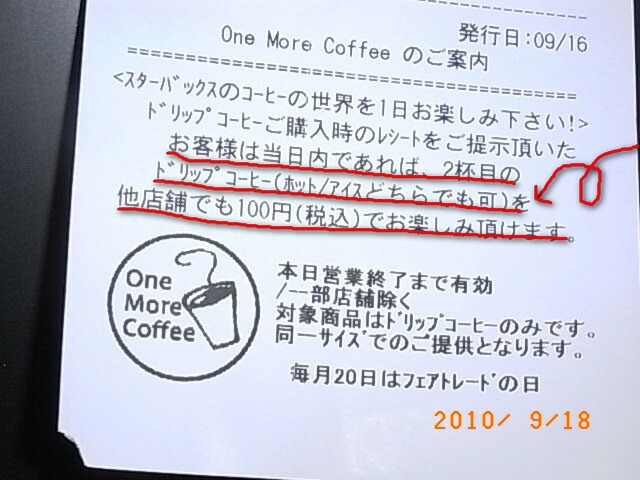 発行日:09/16
One More Coffee のご案内
<ｽﾀｰﾊﾞｯｸｽのｺｰﾋｰの世界を1日お楽しみ下さい!>
ﾄﾞﾘｯﾌﾟｺｰﾋｰご購入時のﾚｼｰﾄをご提示頂いた
お客様は当日内であれば、2杯目の
ﾄﾞﾘｯﾌﾟｺｰﾋｰ(ﾎｯﾄ/ｱｲｽどちらでも可)を
他店舗でも100円(税込)でお楽しみ頂けます。
One
More
Coffee
本日営業終了まで有効
/一部店舗除く
対象商品はﾄﾞﾘｯﾌﾟｺｰﾋｰのみです。
同一ｻｲｽﾞでのご提供となります。
毎月20日はﾌｪｱﾄﾚｰﾄﾞの日
2010/ 9/18